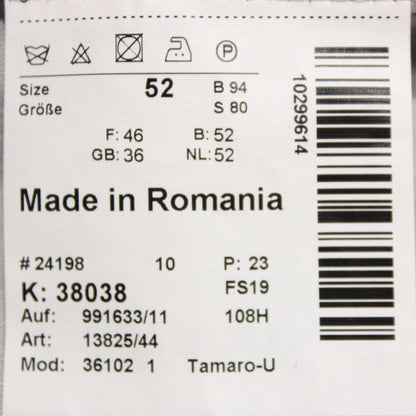 P
Size 52 B 94
Größe S 80
F: 46 B: 52
GB: 36 NL: 52
Made in Romania
# 24198 10 P: 23
K: 38038 FS19
Auf: 991633/11 108H
Art: 13825/44
Mod: 36102 1 Tamaro-U
10299614